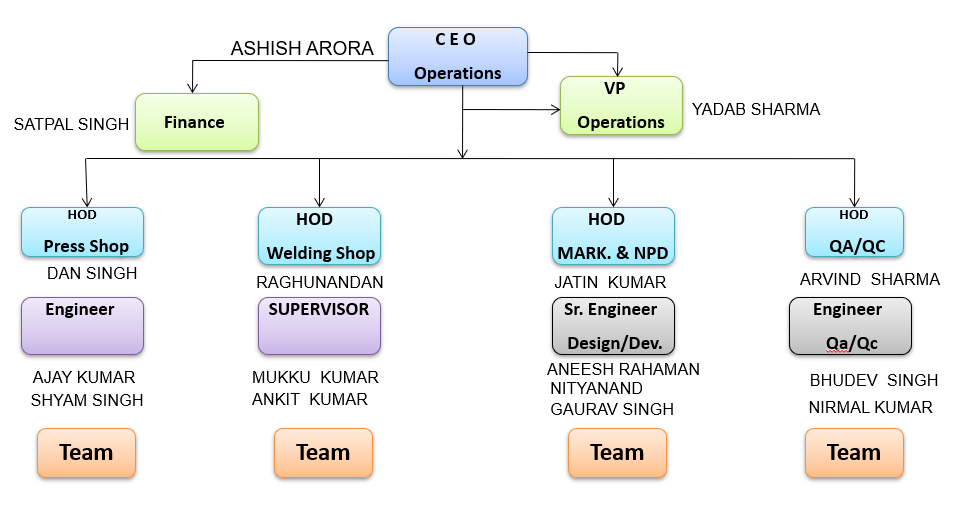 ASHISH ARORA
C E O
Operations
SATPAL SINGH
Finance
VP
Operations
YADAB SHARMA
HOD
Press Shop
DAN SINGH
Engineer
AJAY KUMAR
SHYAM SINGH
Team
HOD
Welding Shop
RAGHUNANDAN
SUPERVISOR
MUKKU  KUMAR
ANKIT  KUMAR
Team
HOD
MARK. & NPD
JATIN  KUMAR
Sr. Engineer
Design/Dev.
ANEESH RAHAMAN
NITYANAND
GAURAV SINGH
Team
HOD
QA/QC
ARVIND  SHARMA
Engineer
Qa/Qc
BHUDEV  SINGH
NIRMAL KUMAR
Team